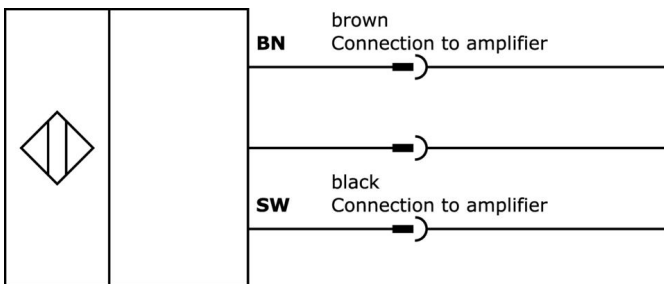 brown
BN Connection to amplifier
black
SW Connection to amplifier